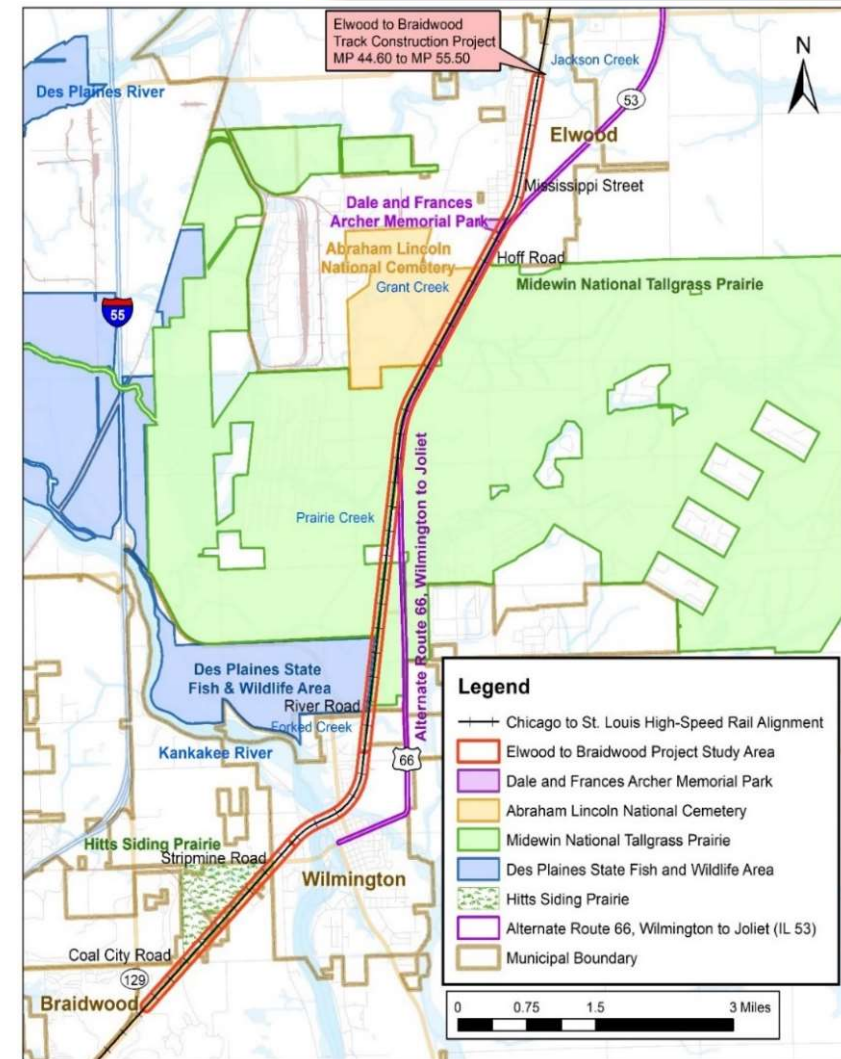 Elwood to Braidwood
Track Construction Project
MP 44.60 to MP 55.50
Jackson Creek
N
Des Plaines River
53
Elwood
Mississippi Street
Dale and Frances
Archer Memorial Park
Abraham Lincoln
National Cemetery
Hoff Road
Grant Creek
Midewin National Tallgrass Prairie
55
Prairie Creek
Alternate Route 66, Wilmington to Joliet
Des Plaines State
Fish & Wildlife Area
River Road
Forked Creek
Kankakee River
66
Hitts Siding Prairie
Stripmine Road
Wilmington
Coal City Road
129
Braidwood
Legend
Chicago to St. Louis High-Speed Rail Alignment
Elwood to Braidwood Project Study Area
Dale and Frances Archer Memorial Park
Abraham Lincoln National Cemetery
Midewin National Tallgrass Prairie
Des Plaines State Fish and Wildlife Area
Hitts Siding Prairie
Alternate Route 66, Wilmington to Joliet (IL 53)
Municipal Boundary
0 0.75 1.5 3 Miles